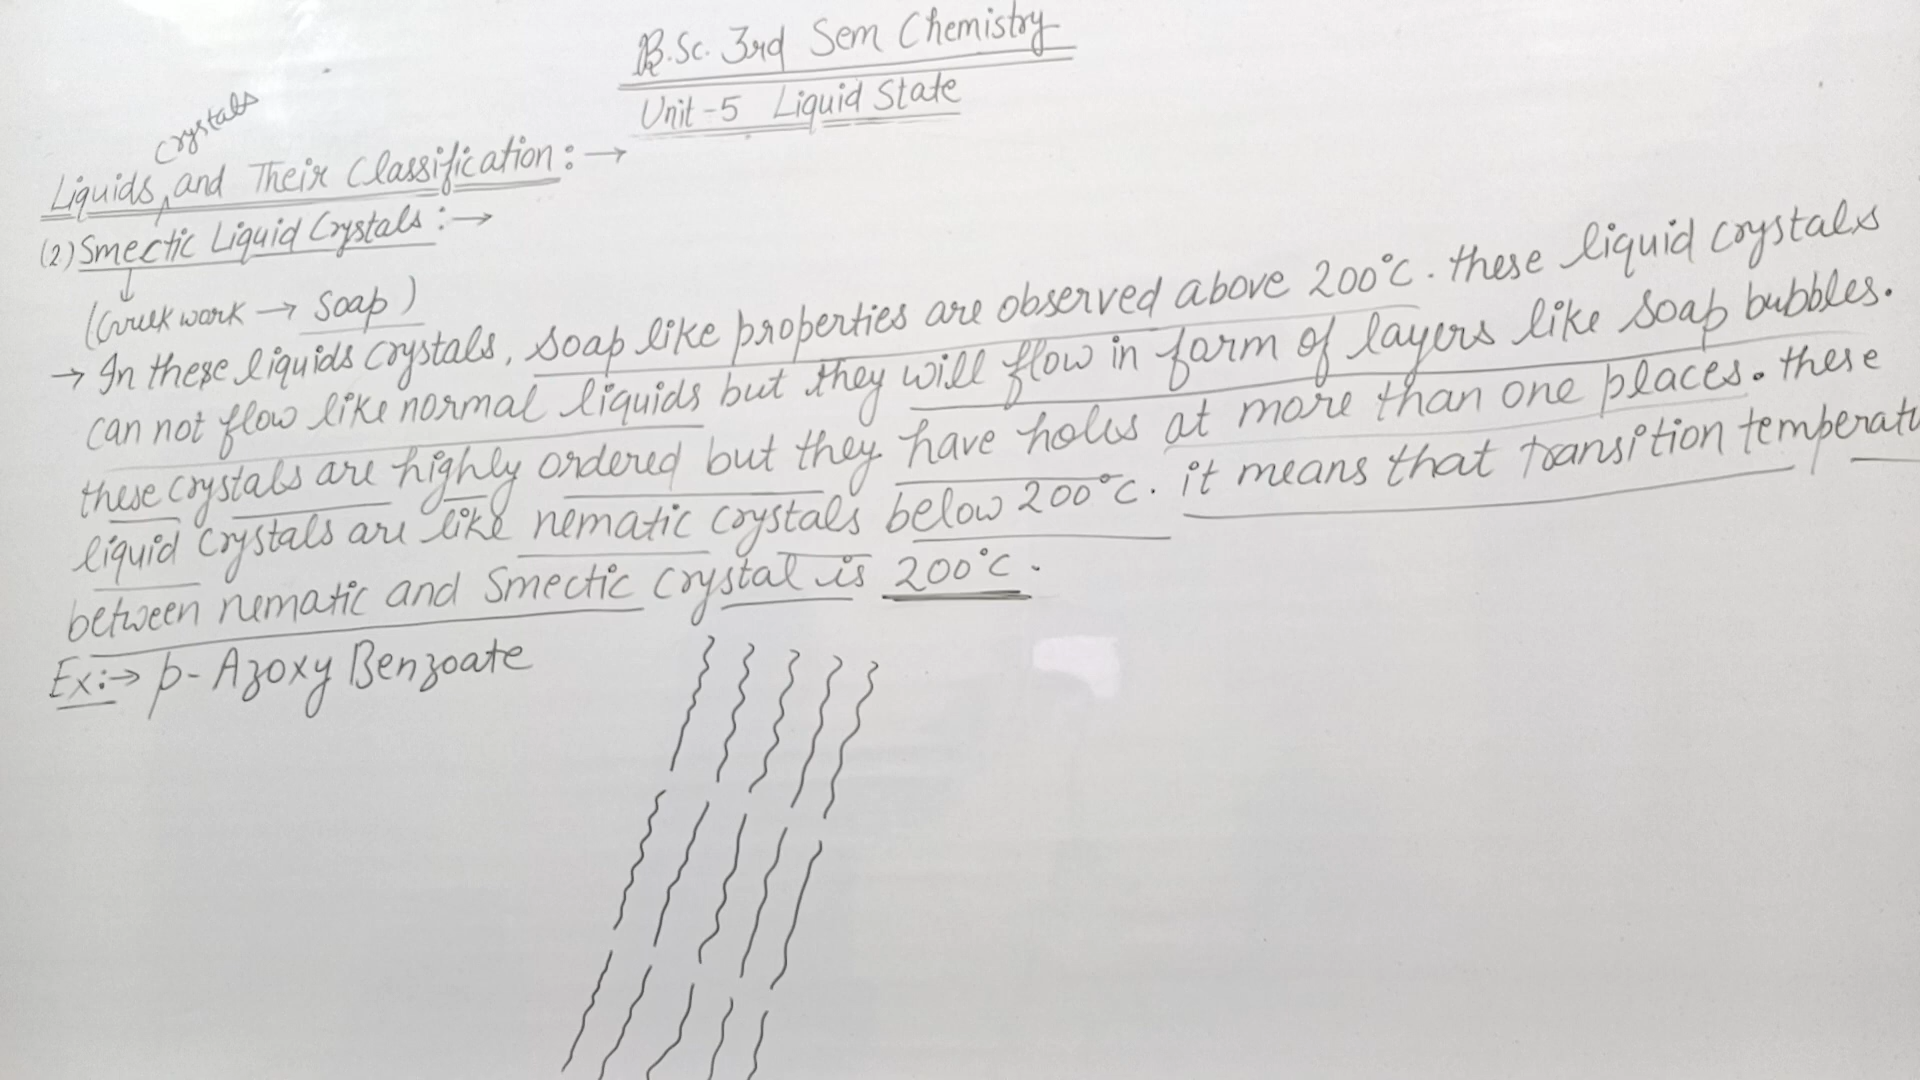 B.Sc. 3rd Sem Chemistry
Unit-5 Liquid State
crystals
Liquids and Their Classification :→
(2) Smectic Liquid Crystals :→
(Greek work → Soap)
→ In these liquids crystals, soap like properties are observed above 200°C. these liquid crystals
can not flow like normal liquids but they will flow in farm of layers like soap bubbles.
these crystals are highly ordered but they have holes at more than one places. these
liquid crystals are like nematic crystals below 200°C. it means that transition temperatu
between nematic and Smectic crystal is 200°C.
Ex:→ p-Azoxy Benzoate